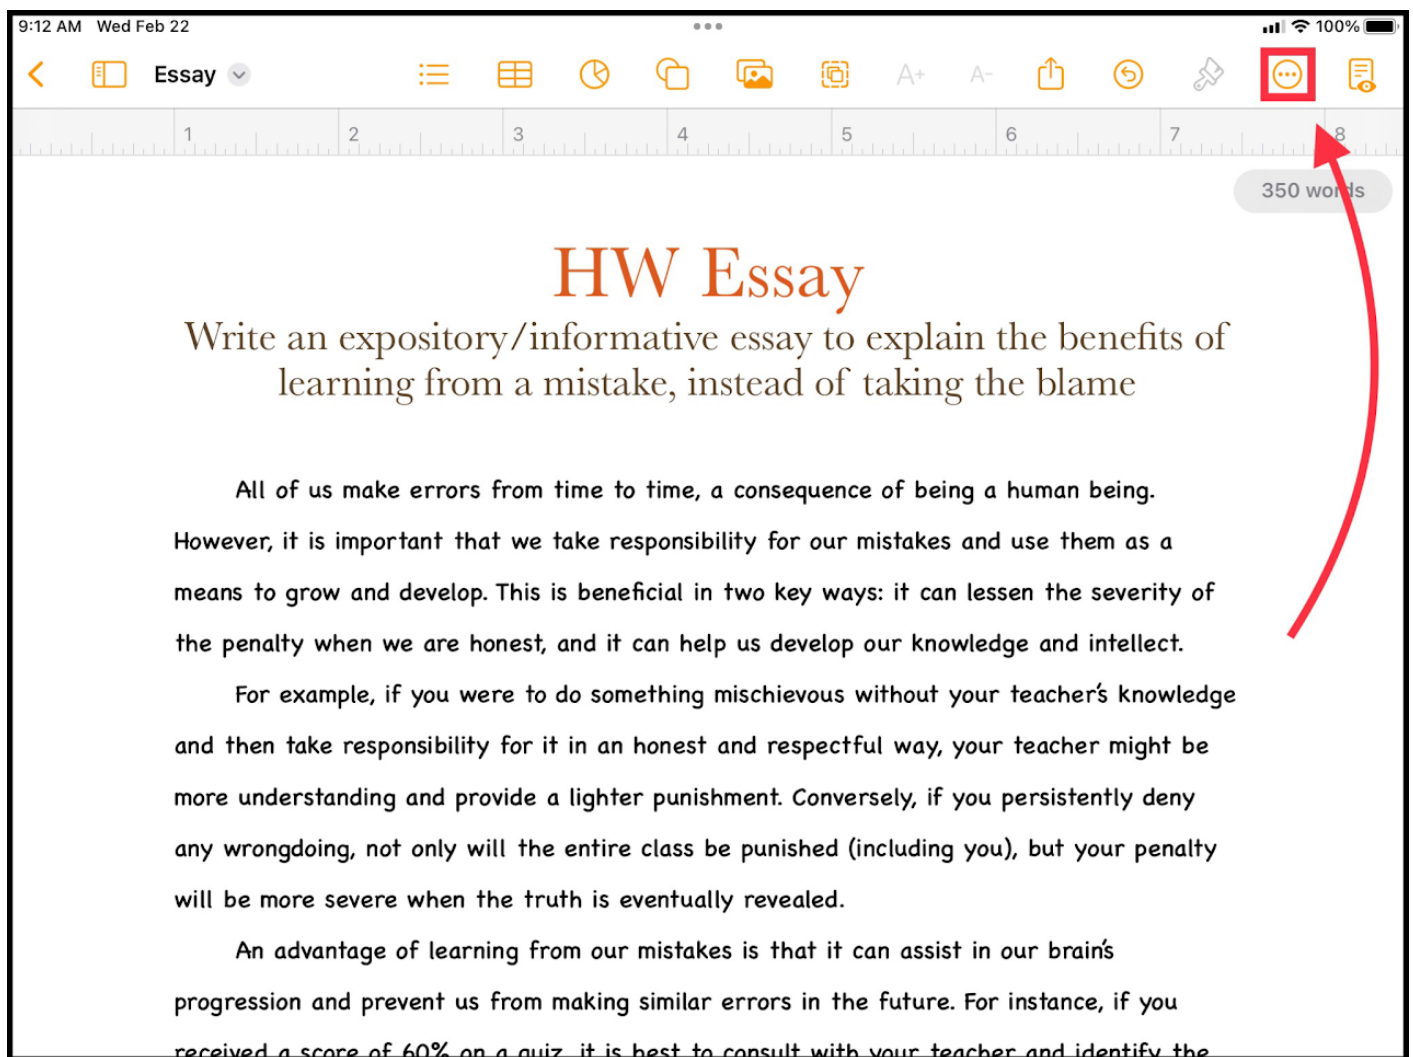 9:12 AM Wed Feb 22
100%
Essay
A+ A-
1 2 3 4 5 6 7 8
350 words
HW Essay
Write an expository/informative essay to explain the benefits of
learning from a mistake, instead of taking the blame
All of us make errors from time to time, a consequence of being a human being.
However, it is important that we take responsibility for our mistakes and use them as a
means to grow and develop. This is beneficial in two key ways: it can lessen the severity of
the penalty when we are honest, and it can help us develop our knowledge and intellect.
For example, if you were to do something mischievous without your teacher's knowledge
and then take responsibility for it in an honest and respectful way, your teacher might be
more understanding and provide a lighter punishment. Conversely, if you persistently deny
any wrongdoing, not only will the entire class be punished (including you), but your penalty
will be more severe when the truth is eventually revealed.
An advantage of learning from our mistakes is that it can assist in our brain's
progression and prevent us from making similar errors in the future. For instance, if you
received a score of 60% on a quiz, it is best to consult with your teacher and identify the